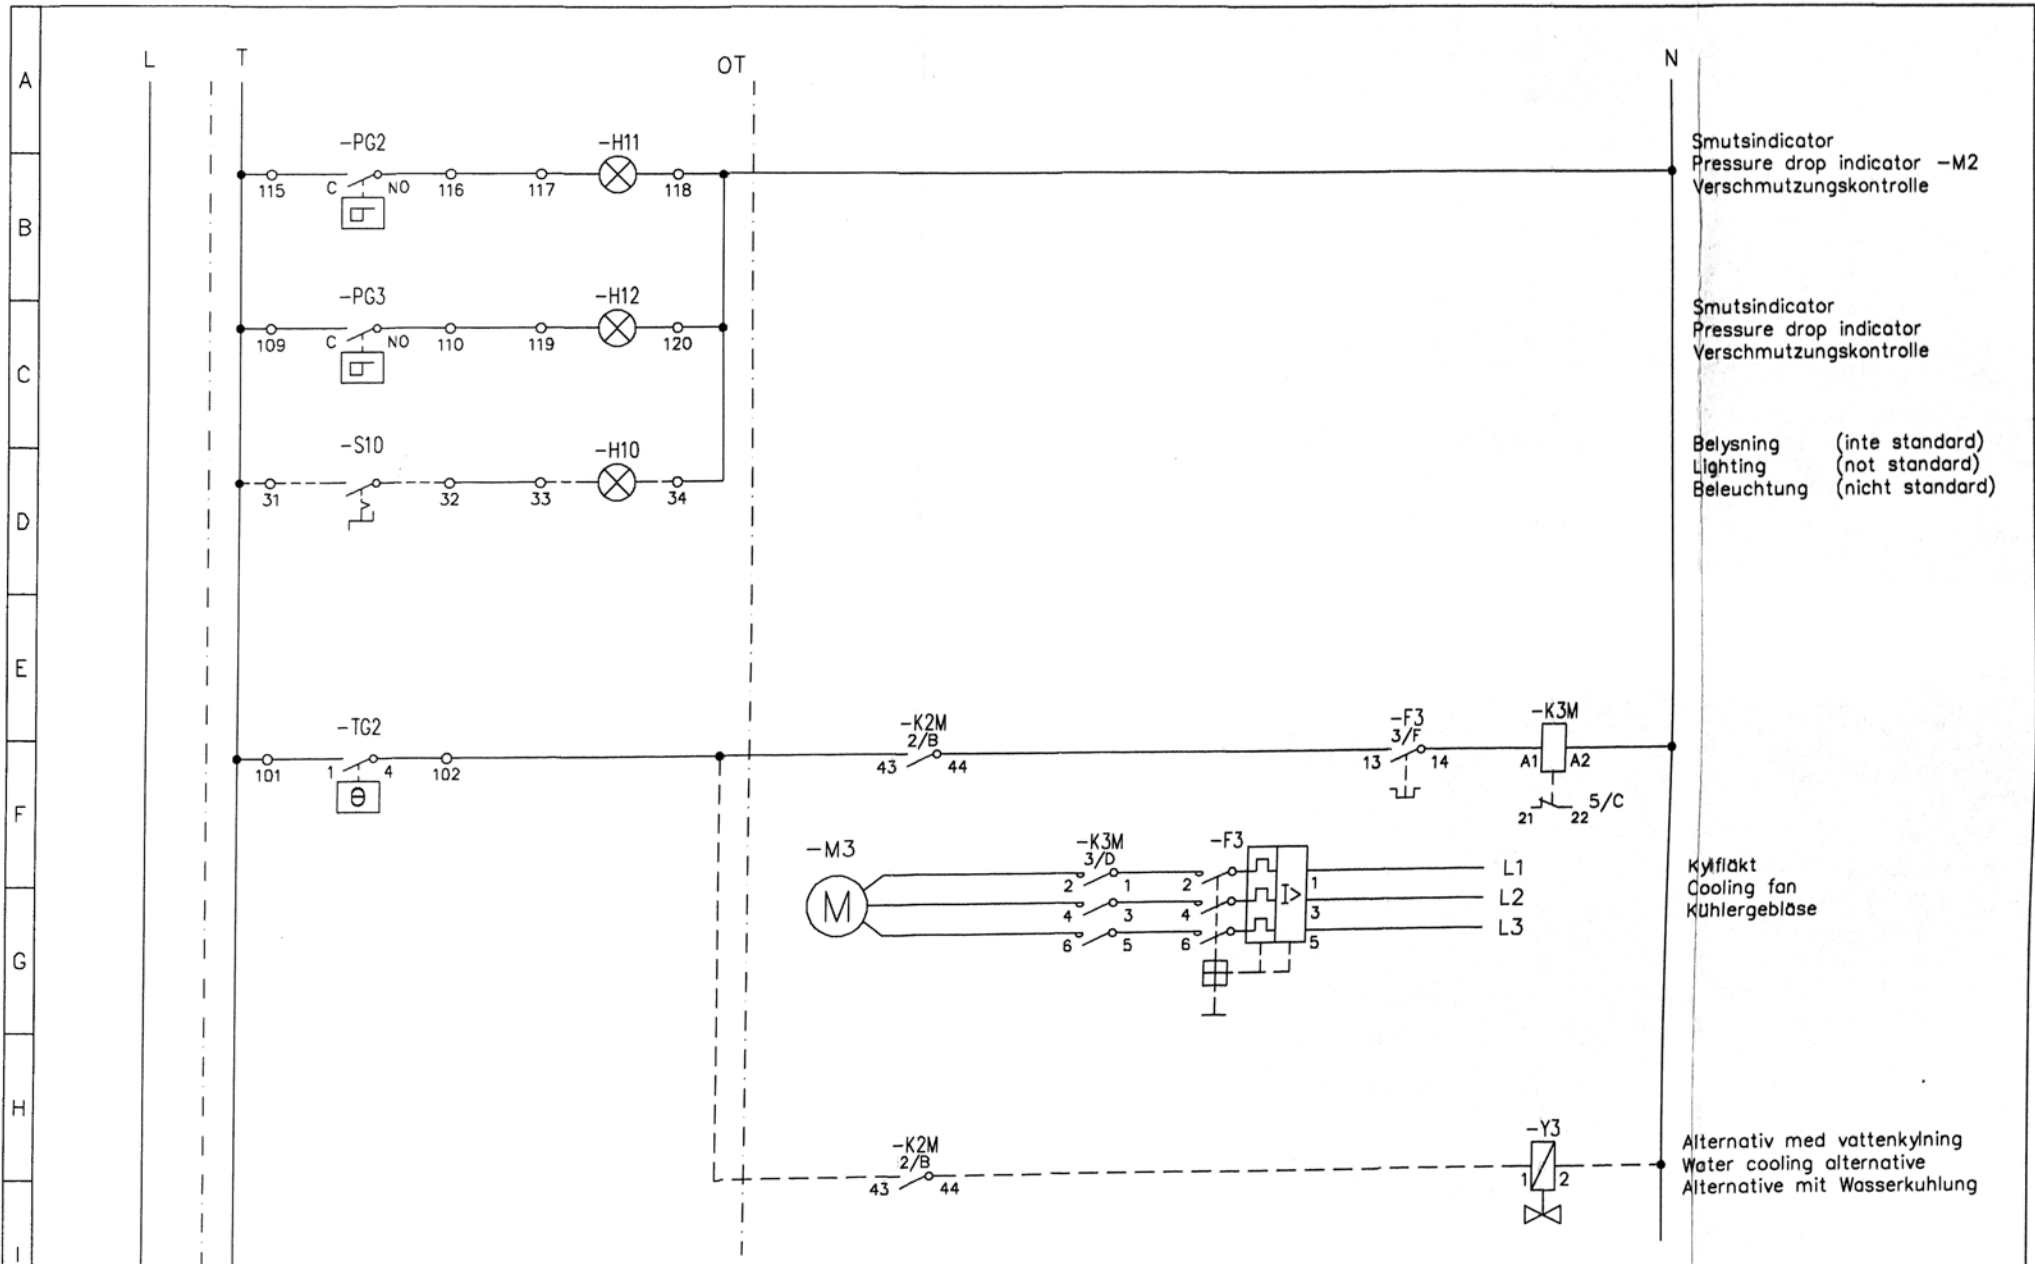 L T OT N
A
-PG2 -H11
115 C NO 116 117 118
Smutsindicator
Pressure drop indicator -M2
Verschmutzungskontrolle
B
-PG3 -H12
109 C NO 110 119 120
Smutsindicator
Pressure drop indicator
Verschmutzungskontrolle
C
-S10 -H10
31 32 33 34
Belysning (inte standard)
Lighting (not standard)
Beleuchtung (nicht standard)
D
E
-TG2 -K2M -F3 -K3M
2/B 3/F
101 1 4 102 43 44 13 14 A1 A2
Θ
21 22 5/C
F
-M3 -K3M -F3
3/D
M
2 1 2 1 L1
4 3 4 I> 3 L2
6 5 6 5 L3
Kylfläkt
Cooling fan
Kühlergebläse
G
H
-K2M -Y3
2/B
43 44 1 2
Alternativ med vattenkylning
Water cooling alternative
Alternative mit Wasserkuhlung
I